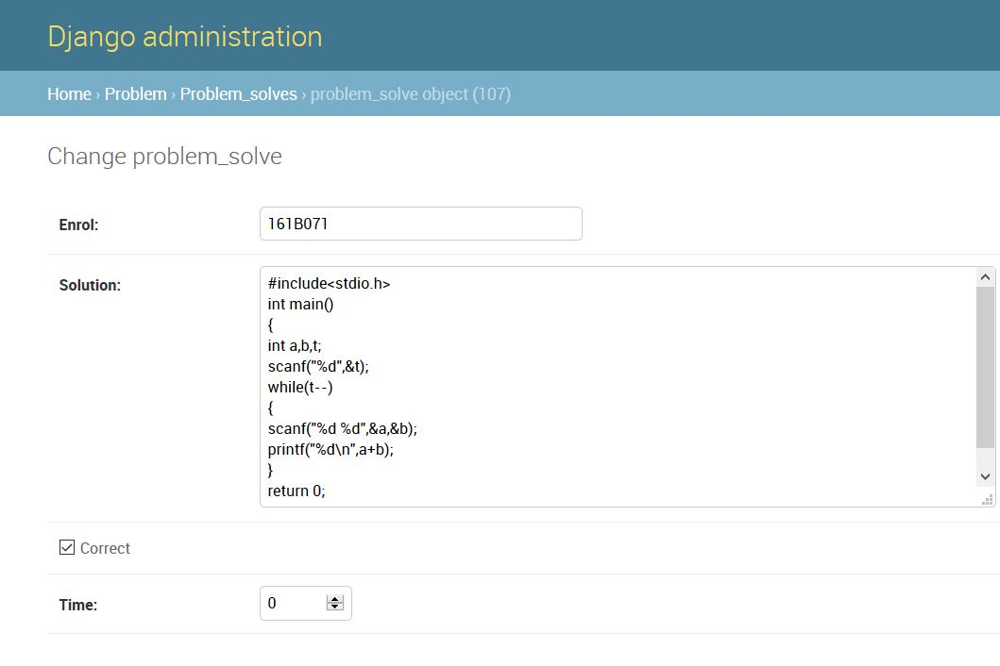 Django administration
Home › Problem › Problem_solves › problem_solve object (107)
Change problem_solve
Enrol: 161B071
Solution:
#include<stdio.h>
int main()
{
int a,b,t;
scanf("%d",&t);
while(t--)
{
scanf("%d %d",&a,&b);
printf("%d\n",a+b);
}
return 0;
Correct
Time: 0